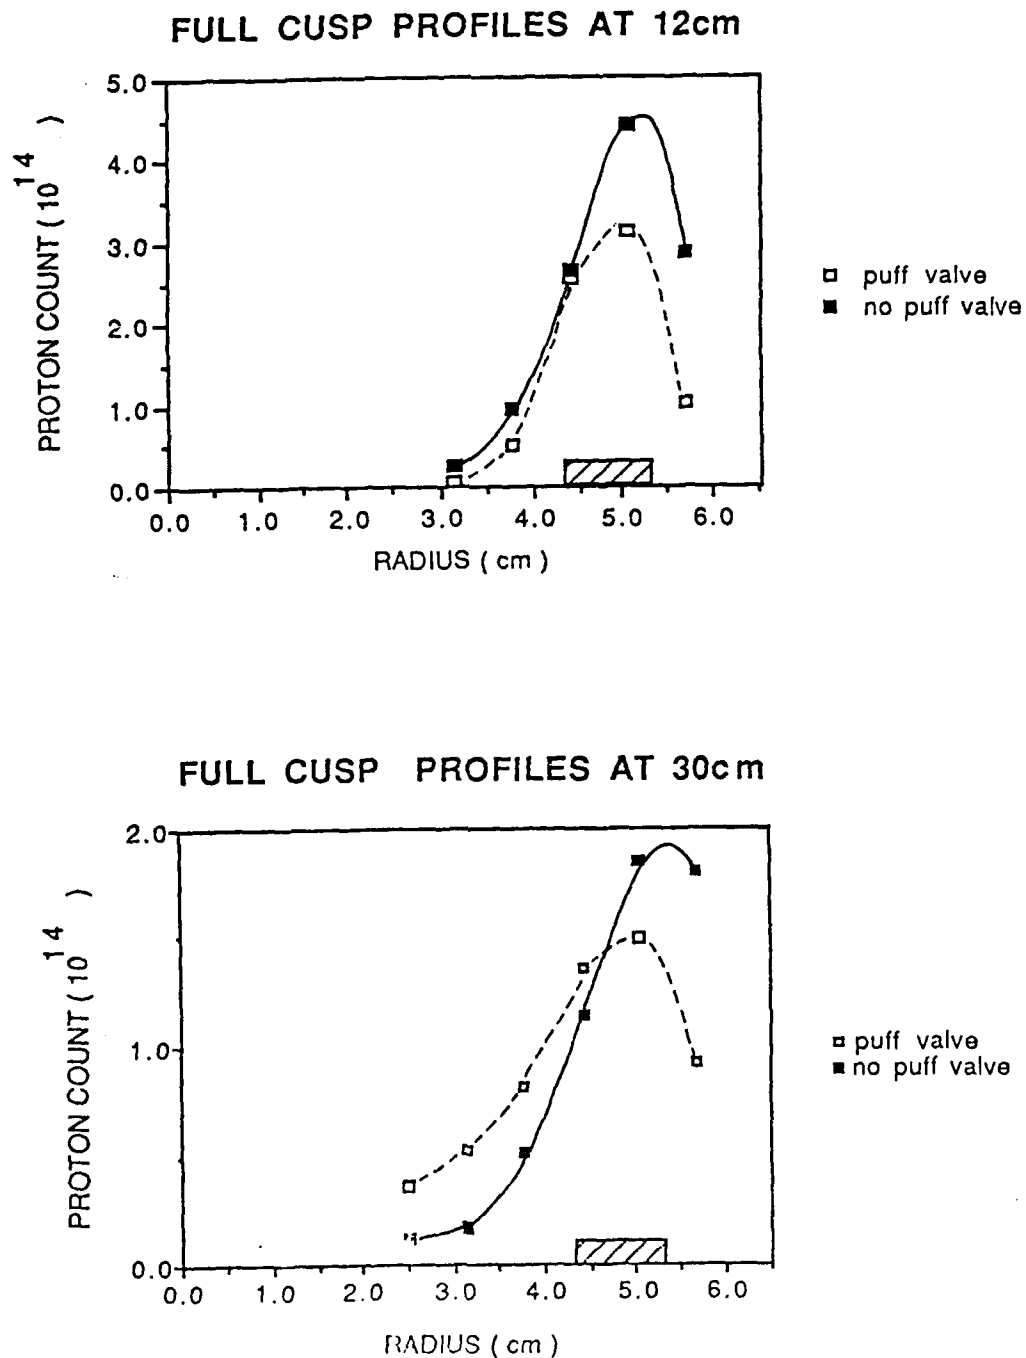 FULL CUSP PROFILES AT 12cm
PROTON COUNT ( 10 14 )
5.0
4.0
3.0
2.0
1.0
0.0
0.0 1.0 2.0 3.0 4.0 5.0 6.0
RADIUS ( cm )
puff valve
no puff valve
FULL CUSP PROFILES AT 30cm
PROTON COUNT ( 10 14 )
2.0
1.0
0.0
0.0 1.0 2.0 3.0 4.0 5.0 6.0
RADIUS ( cm )
puff valve
no puff valve